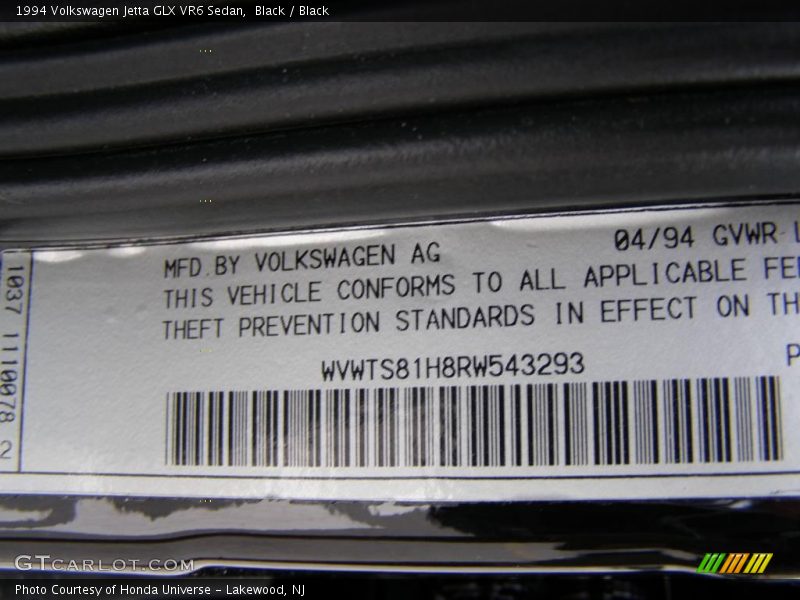 1994 Volkswagen Jetta GLX VR6 Sedan,  Black / Black
04/94 GVWR
MFD.BY VOLKSWAGEN AG
THIS VEHICLE CONFORMS TO ALL APPLICABLE
THEFT PREVENTION STANDARDS IN EFFECT ON
WVWTS81H8RW543293
1037 1110078 2
GTCARLOT.COM
Photo Courtesy of Honda Universe - Lakewood, NJ